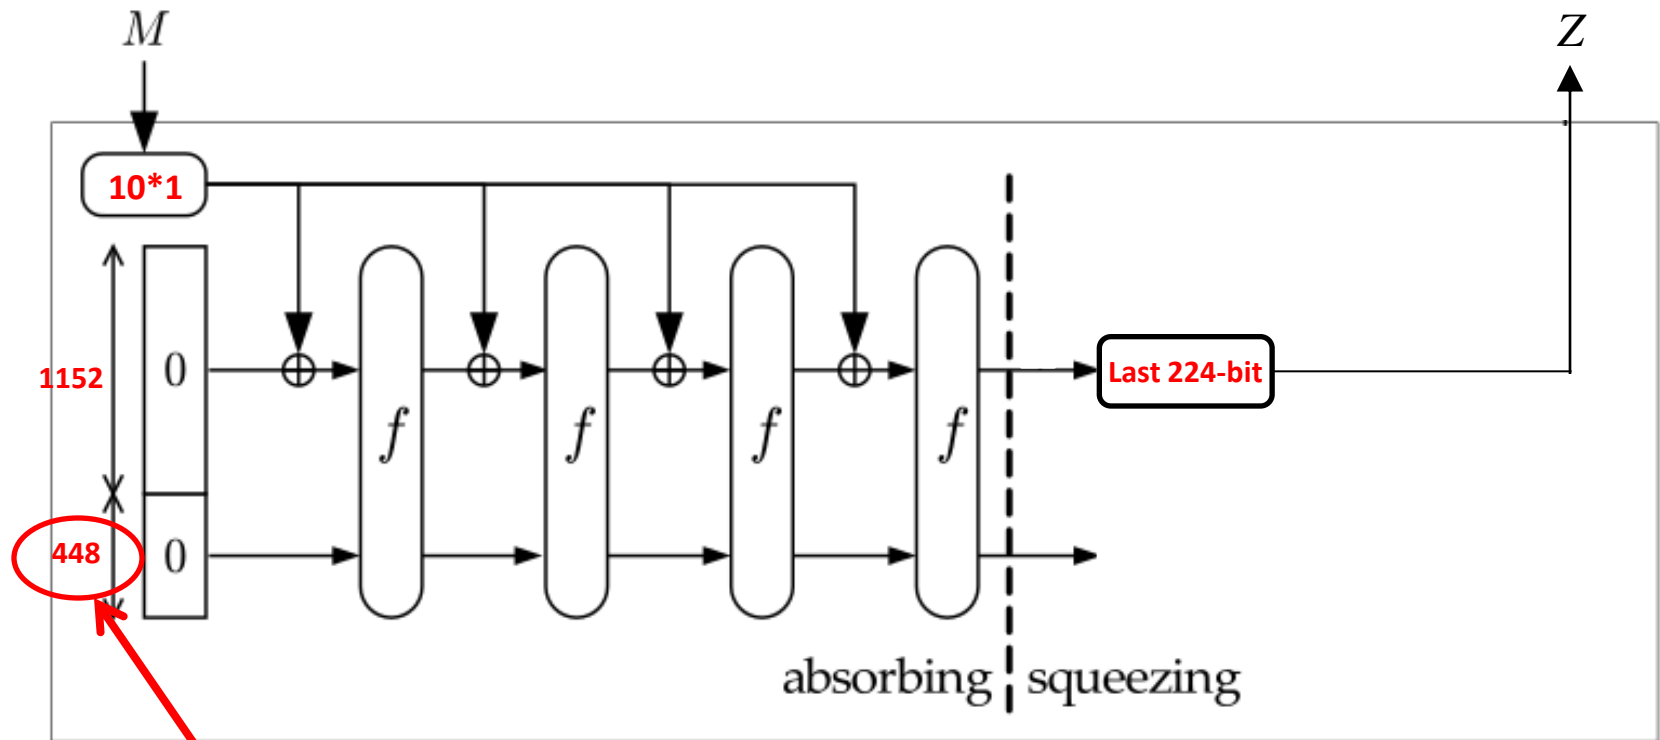 M
Z
10*1
1152
0
f
f
f
f
Last 224-bit
448
0
absorbing
squeezing